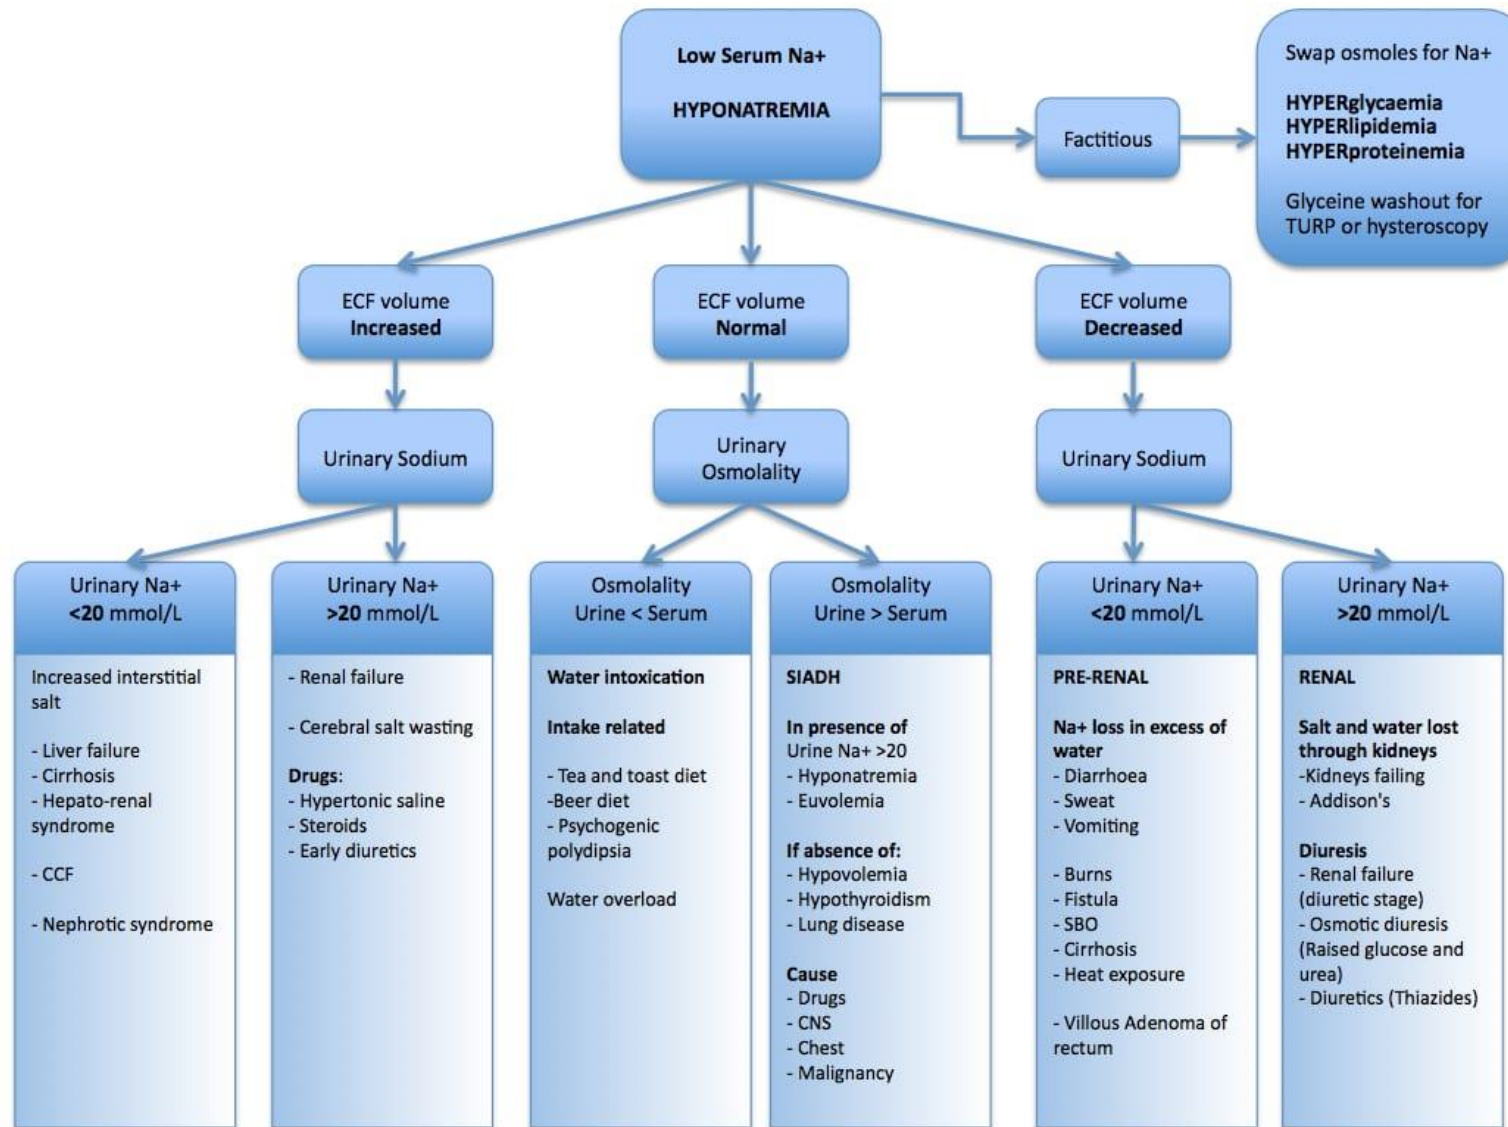 Low Serum Na+
HYPONATREMIA
Factitious
Swap osmoles for Na+
HYPERglycaemia
HYPERlipidemia
HYPERproteinemia
Glyceine washout for
TURP or hysteroscopy
ECF volume
Increased
ECF volume
Normal
ECF volume
Decreased
Urinary Sodium
Urinary
Osmolality
Urinary Sodium
Urinary Na+
<20 mmol/L
Increased interstitial
salt
- Liver failure
- Cirrhosis
- Hepato-renal
syndrome
- CCF
- Nephrotic syndrome
Urinary Na+
>20 mmol/L
- Renal failure
- Cerebral salt wasting
Drugs:
- Hypertonic saline
- Steroids
- Early diuretics
Osmolality
Urine < Serum
Water intoxication
Intake related
- Tea and toast diet
-Beer diet
- Psychogenic
polydipsia
Water overload
Osmolality
Urine > Serum
SIADH
In presence of
Urine Na+ >20
- Hyponatremia
- Euvolemia
If absence of:
- Hypovolemia
- Hypothyroidism
- Lung disease
Cause
- Drugs
- CNS
- Chest
- Malignancy
Urinary Na+
<20 mmol/L
PRE-RENAL
Na+ loss in excess of
water
- Diarrhoea
- Sweat
- Vomiting
- Burns
- Fistula
- SBO
- Cirrhosis
- Heat exposure
- Villous Adenoma of
rectum
Urinary Na+
>20 mmol/L
RENAL
Salt and water lost
through kidneys
-Kidneys failing
- Addison's
Diuresis
- Renal failure
(diuretic stage)
- Osmotic diuresis
(Raised glucose and
urea)
- Diuretics (Thiazides)